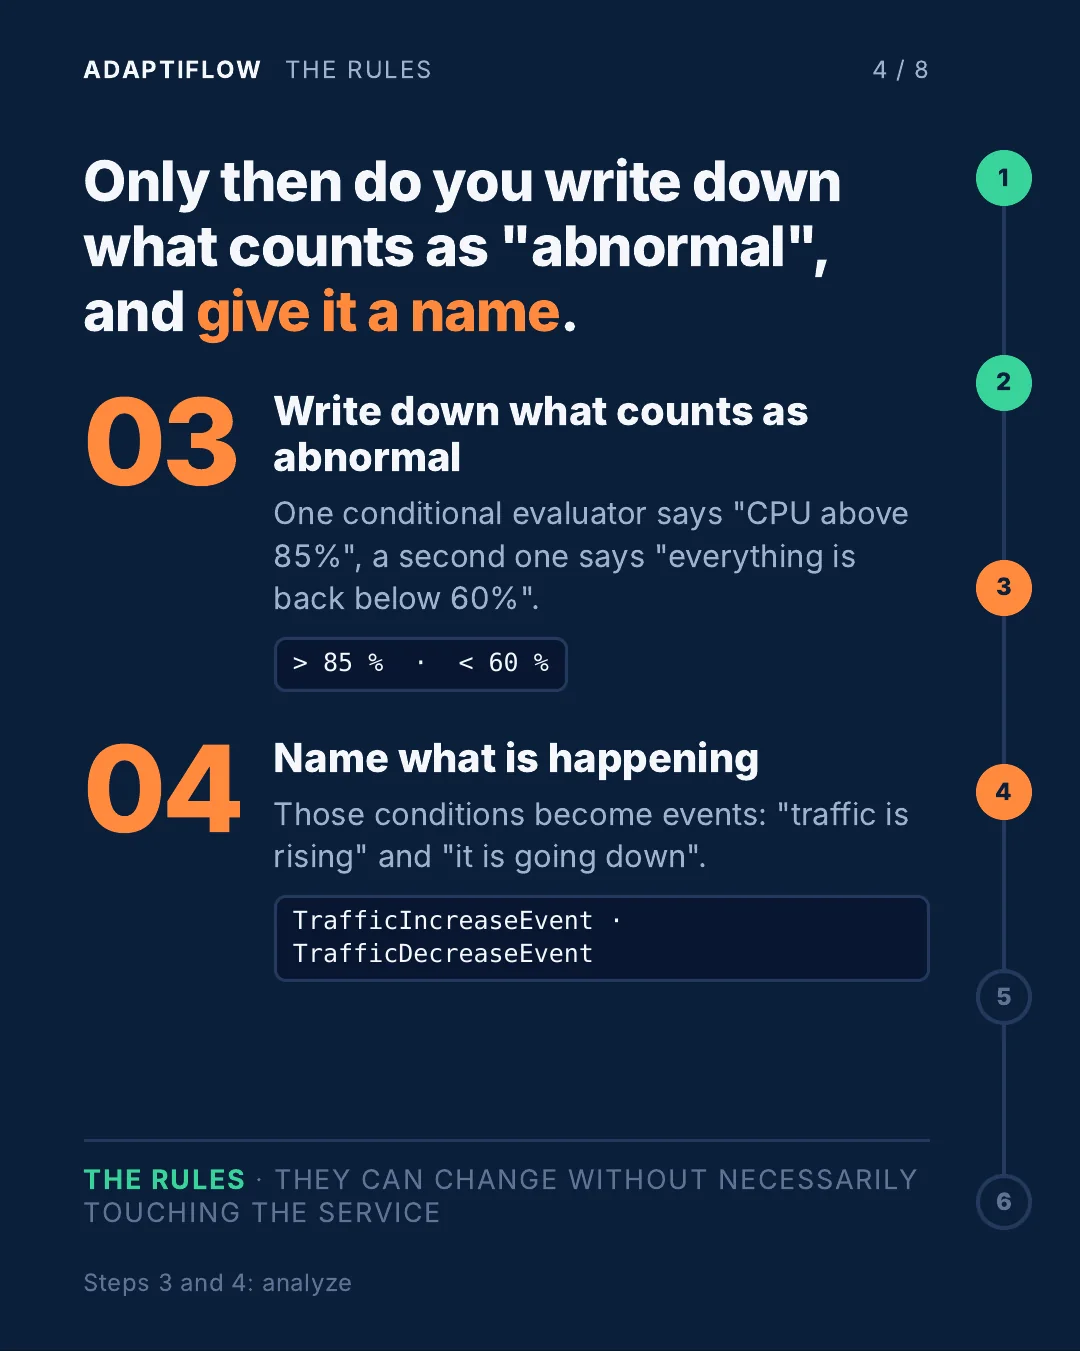 ADAPTIFLOW THE RULES 4 / 8
Only then do you write down
what counts as "abnormal",
and give it a name.
03
Write down what counts as
abnormal
One conditional evaluator says "CPU above
85%", a second one says "everything is
back below 60%".
> 85 % · < 60 %
04
Name what is happening
Those conditions become events: "traffic is
rising" and "it is going down".
TrafficIncreaseEvent ·
TrafficDecreaseEvent
THE RULES · THEY CAN CHANGE WITHOUT NECESSARILY
TOUCHING THE SERVICE
Steps 3 and 4: analyze
1
2
3
4
5
6